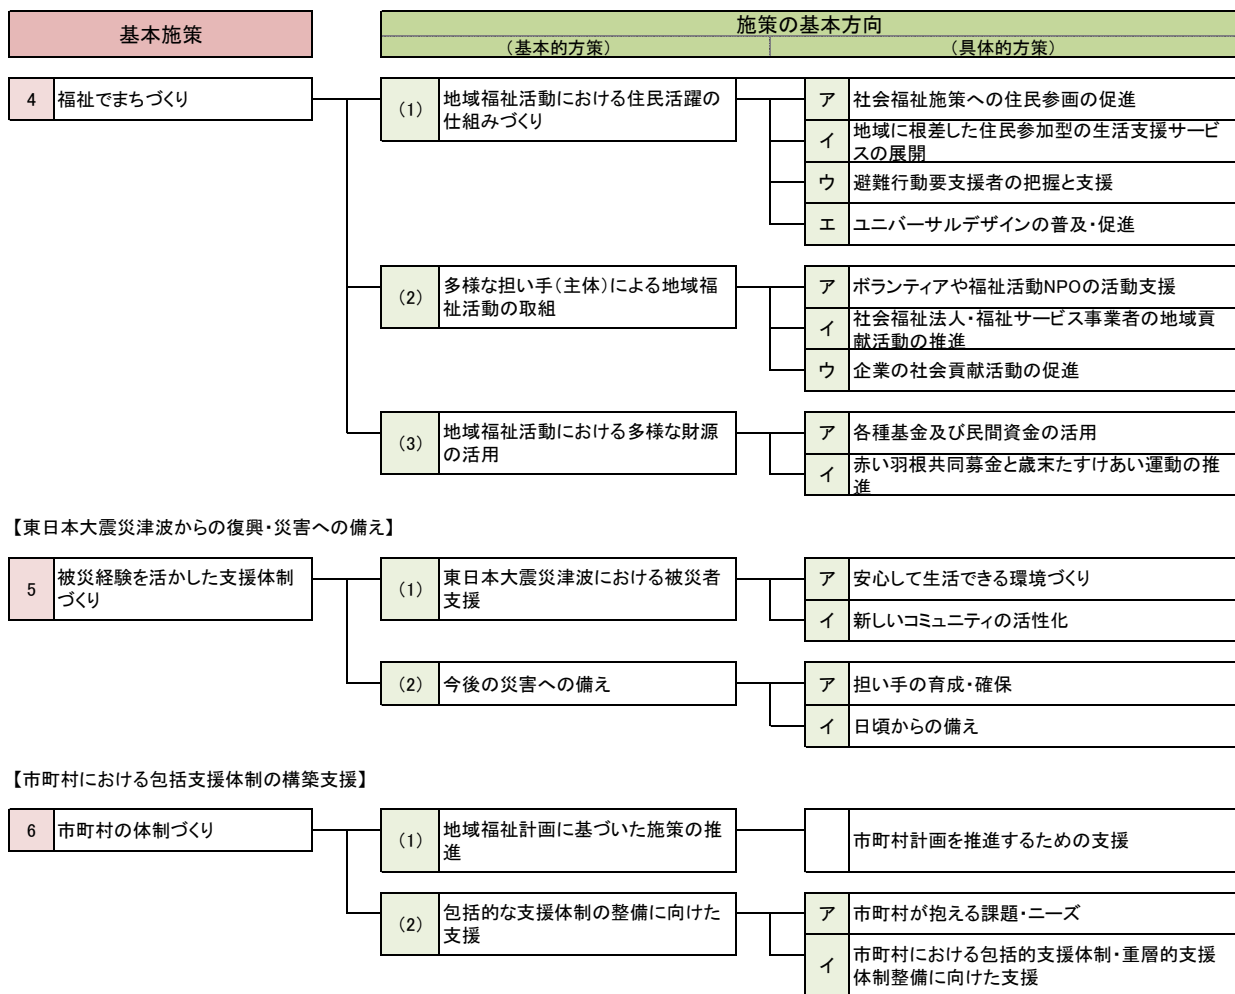 基本施策
施策の基本方向
(基本的方策)
(具体的方策)
4 福祉でまちづくり
(1) 地域福祉活動における住民活躍の
仕組みづくり
ア 社会福祉施策への住民参画の促進
イ 地域に根差した住民参加型の生活支援サービ
スの展開
ウ 避難行動要支援者の把握と支援
エ ユニバーサルデザインの普及・促進
(2) 多様な担い手(主体)による地域福
祉活動の取組
ア ボランティアや福祉活動NPOの活動支援
イ 社会福祉法人・福祉サービス事業者の地域貢
献活動の推進
ウ 企業の社会貢献活動の促進
(3) 地域福祉活動における多様な財源
の活用
ア 各種基金及び民間資金の活用
イ 赤い羽根共同募金と歳末たすけあい運動の推
進
【東日本大震災津波からの復興・災害への備え】
5 被災経験を活かした支援体制
づくり
(1) 東日本大震災津波における被災者
支援
ア 安心して生活できる環境づくり
イ 新しいコミュニティの活性化
(2) 今後の災害への備え
ア 担い手の育成・確保
イ 日頃からの備え
【市町村における包括支援体制の構築支援】
6 市町村の体制づくり
(1) 地域福祉計画に基づいた施策の推
進
市町村計画を推進するための支援
(2) 包括的な支援体制の整備に向けた
支援
ア 市町村が抱える課題・ニーズ
イ 市町村における包括的支援体制・重層的支援
体制整備に向けた支援